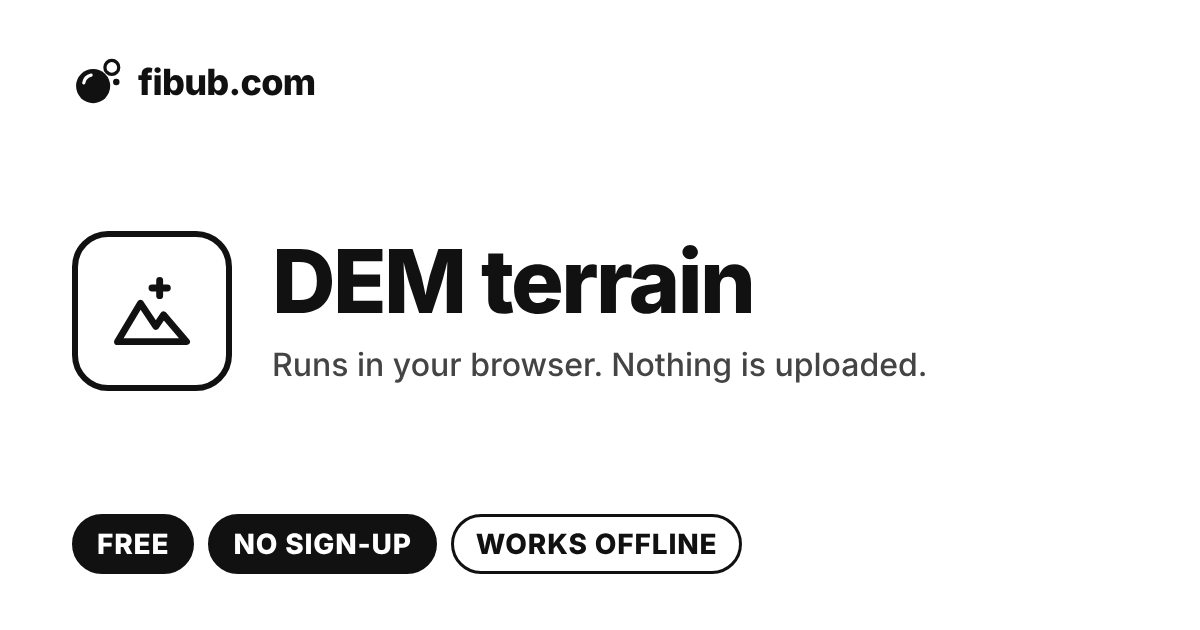 fibub.com
DEM terrain
Runs in your browser. Nothing is uploaded.
FREE
NO SIGN-UP
WORKS OFFLINE